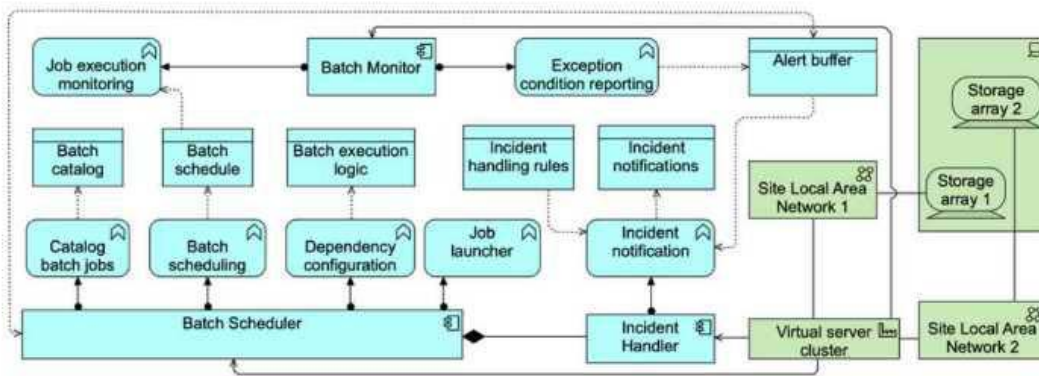 Job execution
monitoring
Batch Monitor
Exception
condition reporting
Alert buffer
Storage
array 2
Batch
catalog
Batch
schedule
Batch execution
logic
Incident
handling rules
Incident
notifications
Site Local Area
Network 1
Storage
array 1
Catalog
batch jobs
Batch
scheduling
Dependency
configuration
Job
launcher
Incident
notification
Batch Scheduler
Incident
Handler
Virtual server
cluster
Site Local Area
Network 2